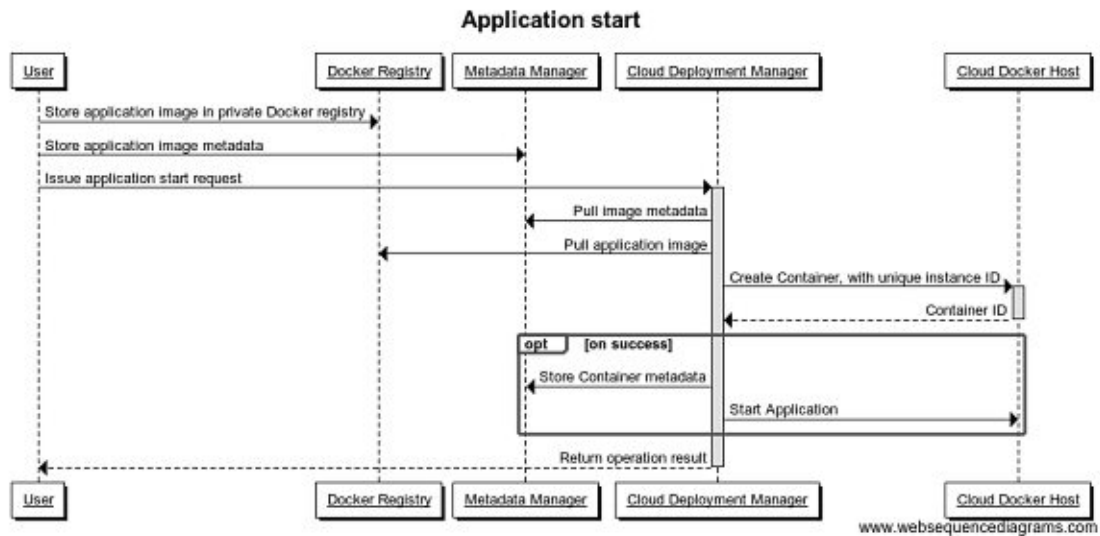 Application start
User
Docker Registry
Metadata Manager
Cloud Deployment Manager
Cloud Docker Host
Store application image in private Docker registry
Store application image metadata
Issue application start request
Pull image metadata
Pull application image
Create Container, with unique instance ID
Container ID
opt [on success]
Store Container metadata
Start Application
Return operation result
User
Docker Registry
Metadata Manager
Cloud Deployment Manager
Cloud Docker Host
www.websequencediagrams.com